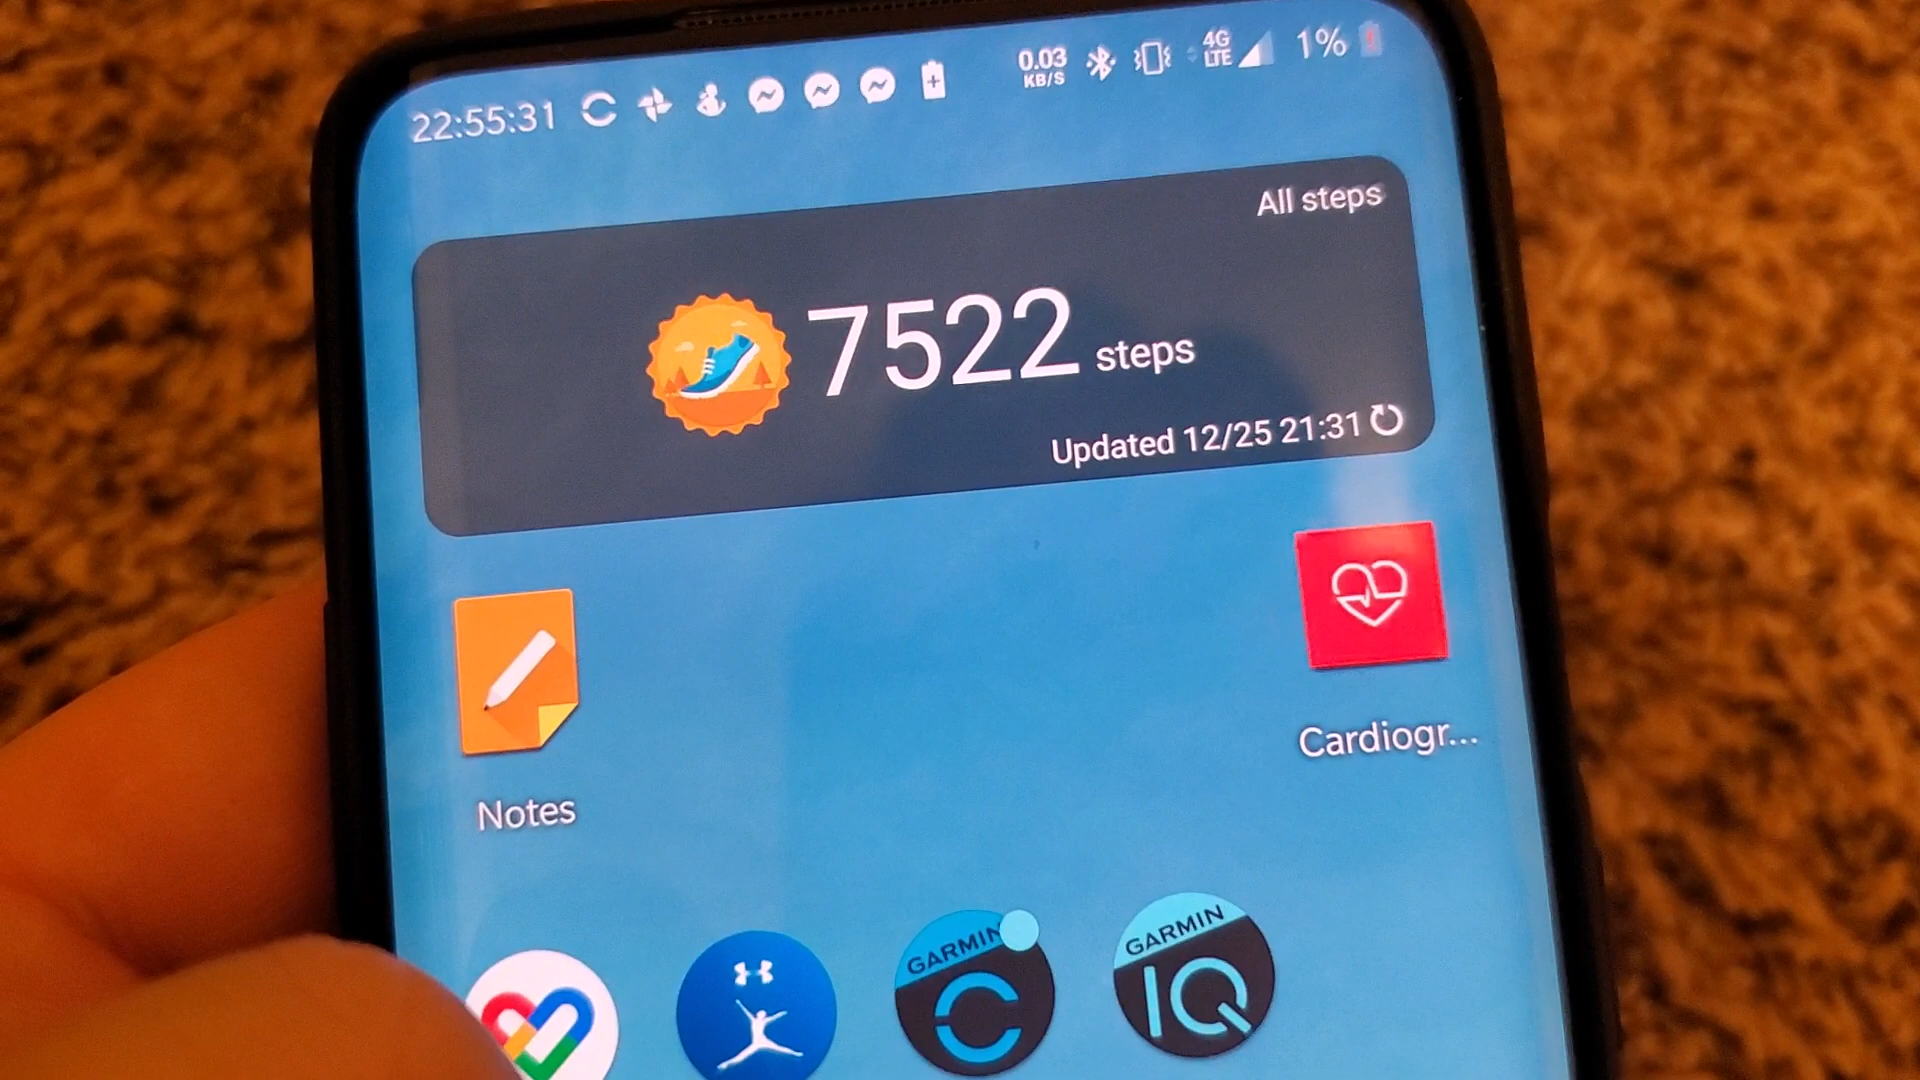 22:55:31
0.03 KB/S
4G LTE
1%
All steps
7522 steps
Updated 12/25 21:31
Notes
Cardiogr...
GARMIN
GARMIN
IQ